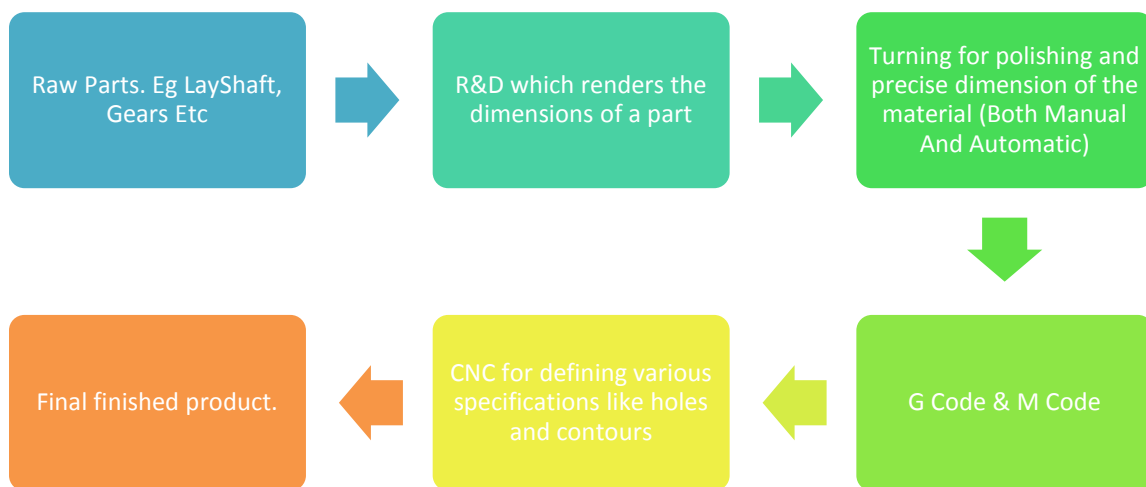 Raw Parts. Eg LayShaft,
Gears Etc
R&D which renders the
dimensions of a part
Turning for polishing and
precise dimension of the
material (Both Manual
And Automatic)
G Code & M Code
CNC for defining various
specifications like holes
and contours
Final finished product.